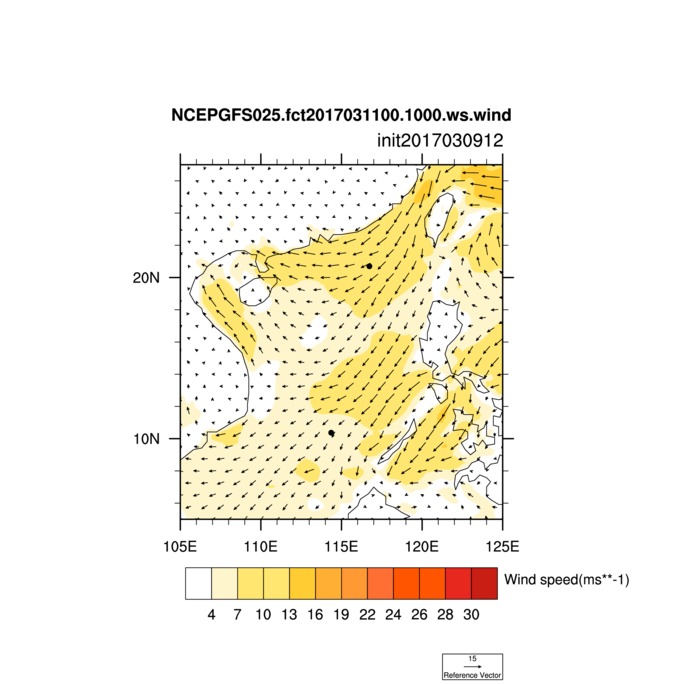 NCEPGFS025.fct2017031100.1000.ws.wind
init2017030912
20N
10N
105E 110E 115E 120E 125E
4 7 10 13 16 19 22 24 26 28 30
Wind speed(ms**-1)
15
Reference Vector